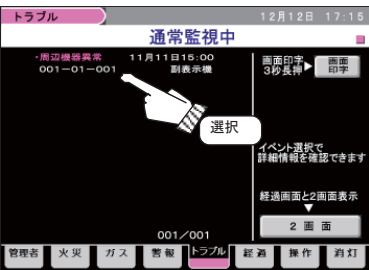 トラブル
12月12日 17:15
通常監視中
・周辺機器異常 11月11日15:00
001-01-001 副表示機
画面印字▶
3秒長押
画面
印字
選択
イベント選択で
詳細情報を確認できます
経過画面と2画面表示
▼
2 画 面
001/001
管理者 火災 ガス 警報 トラブル 経過 操作 消灯